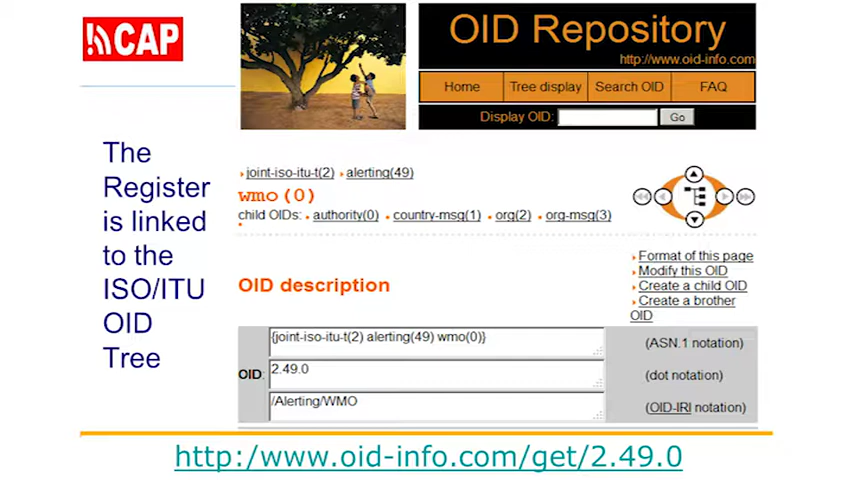 CAP
OID Repository
http://www.oid-info.com
Home Tree display Search OID FAQ
Display OID: Go
The
Register
is linked
to the
ISO/ITU
OID
Tree
joint-iso-itu-t(2) alerting(49)
wmo(0)
child OIDs: authority(0) country-msg(1) org(2) org-msg(3)
Format of this page
Modify this OID
Create a child OID
Create a brother
OID
OID description
{joint-iso-itu-t(2) alerting(49) wmo(0)}
(ASN.1 notation)
OID:
2.49.0
(dot notation)
/Alerting/WMO
(OID-IRI notation)
http:/www.oid-info.com/get/2.49.0